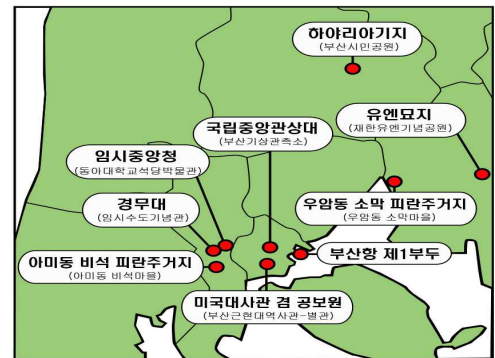 하야리아기지
(부산시민공원)
유엔묘지
(재한유엔기념공원)
국립중앙관상대
(부산기상관측소)
임시중앙청
(동아대학교석당박물관)
경무대
(임시수도기념관)
우암동 소막 피란주거지
(우암동 소막마을)
아미동 비석 피란주거지
(아미동 비석마을)
부산항 제1부두
미국대사관 겸 공보원
(부산근현대역사관-별관)